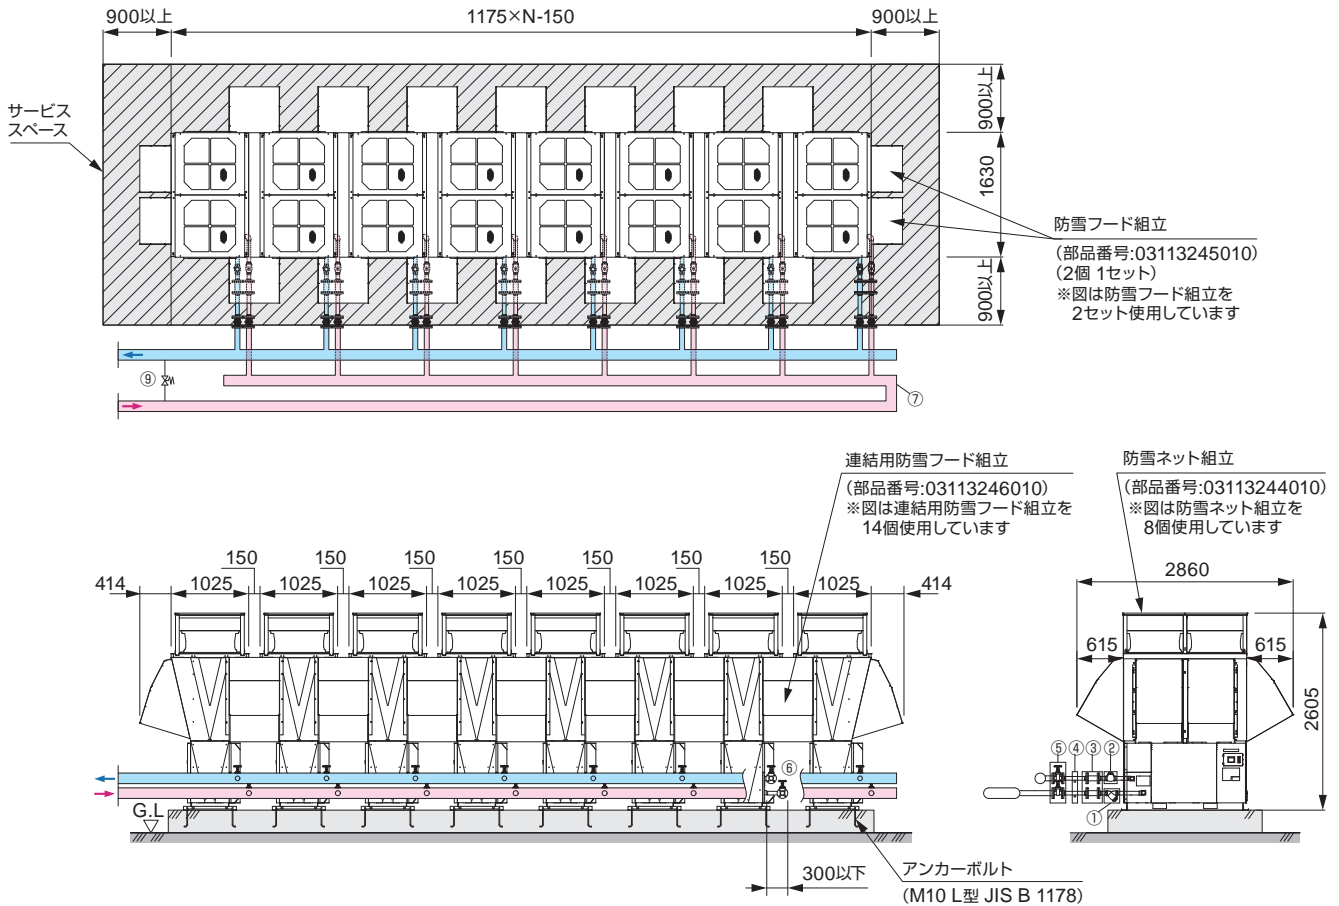 900以上
1175×N-150
900以上
サービス
スペース
900以上
1630
900以上
防雪フード組立
(部品番号:03113245010)
(2個 1セット)
※図は防雪フード組立を
2セット使用しています
⑨
⑦
連結用防雪フード組立
(部品番号:03113246010)
※図は連結用防雪フード組立を
14個使用しています
防雪ネット組立
(部品番号:03113244010)
※図は防雪ネット組立を
8個使用しています
150 150 150 150 150 150 150
414 1025 1025 1025 1025 1025 1025 1025 1025 414
2860
615 615
2605
⑥
⑤ ④ ③ ②
①
G.L
300以下
アンカーボルト
(M10 L型 JIS B 1178)